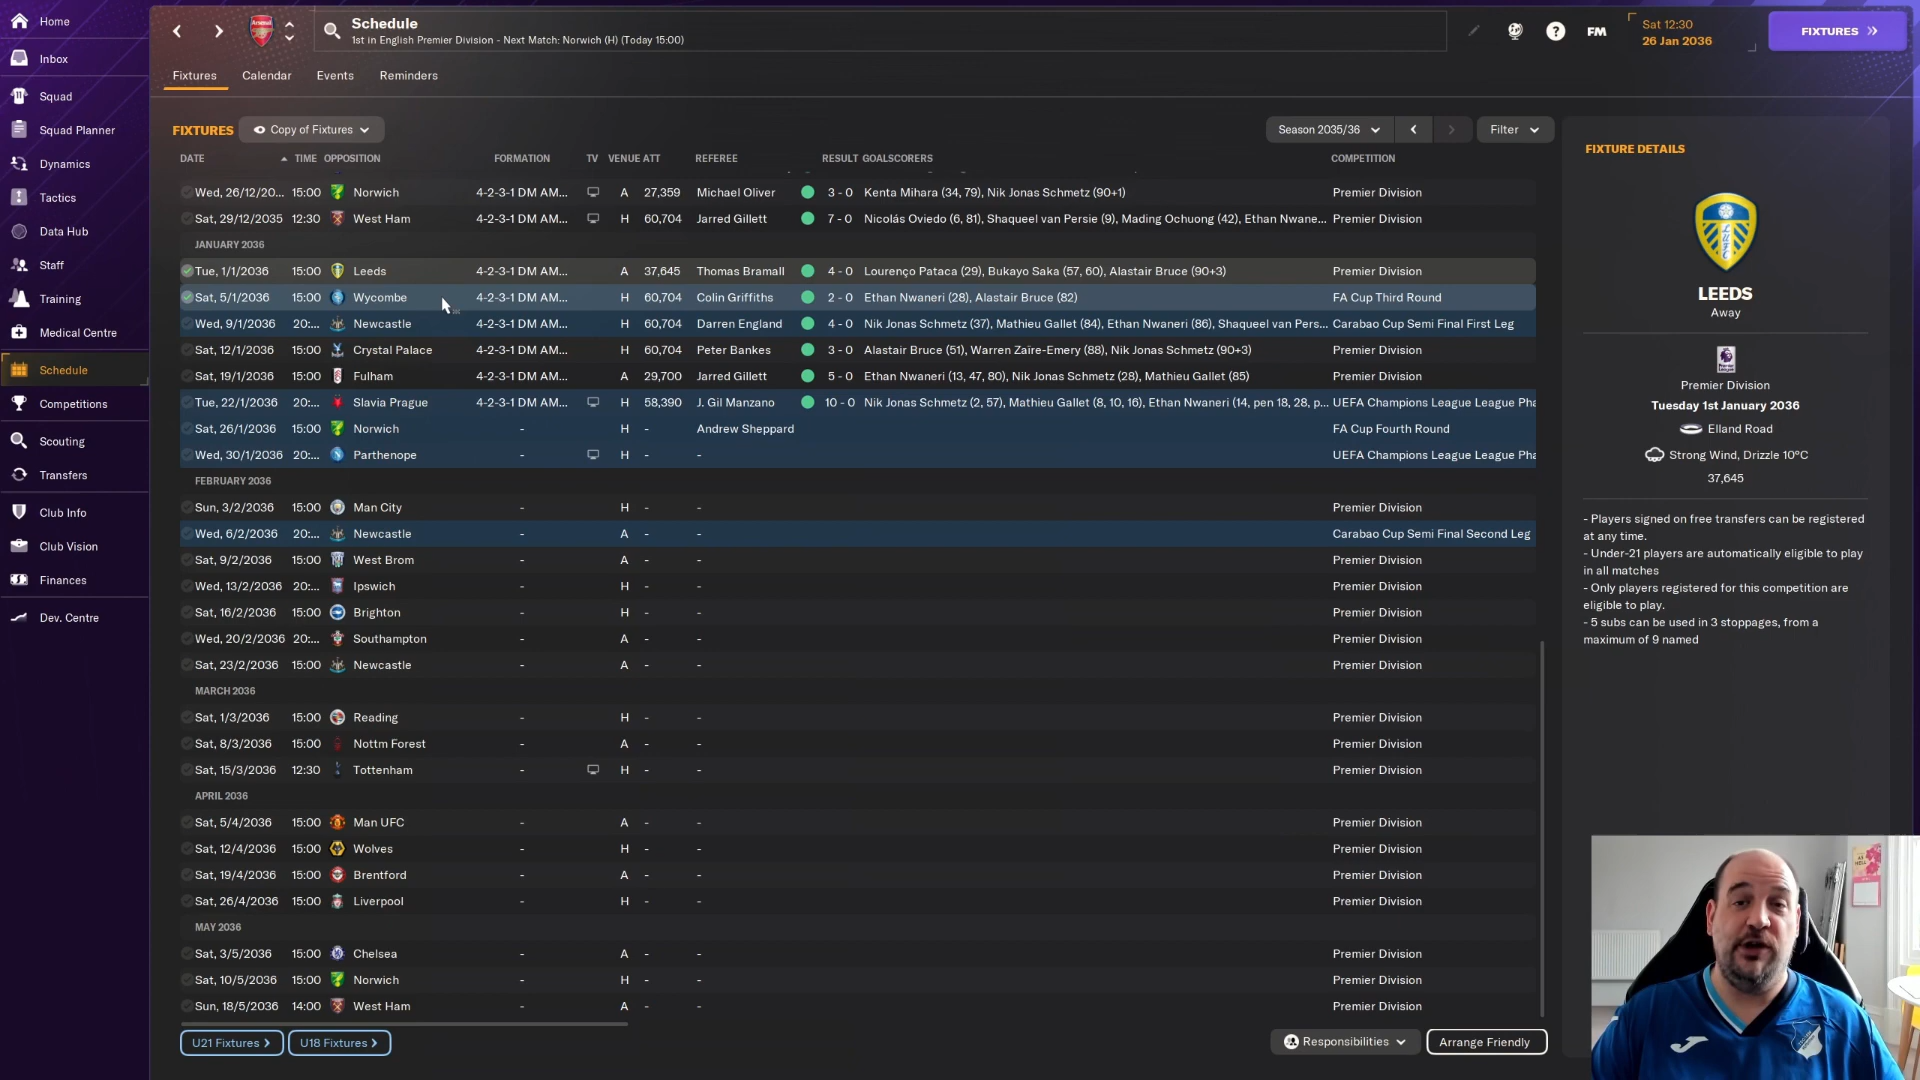 Home
Inbox
Squad
Squad Planner
Dynamics
Tactics
Data Hub
Staff
Training
Medical Centre
Schedule
Competitions
Scouting
Transfers
Club Info
Club Vision
Finances
Dev. Centre
Schedule
1st in English Premier Division - Next Match: Norwich (H) (Today 15:00)
FM
Sat 12:30
26 Jan 2036
FIXTURES
Fixtures Calendar Events Reminders
FIXTURES Copy of Fixtures Season 2035/36 Filter
DATE TIME OPPOSITION FORMATION TV VENUE ATT REFEREE RESULT GOALSCORERS COMPETITION
Wed, 26/12/20... 15:00 Norwich 4-2-3-1 DM AM... A 27,359 Michael Oliver 3 - 0 Kenta Mihara (34, 79), Nik Jonas Schmetz (90+1) Premier Division
Sat, 29/12/2035 12:30 West Ham 4-2-3-1 DM AM... H 60,704 Jarred Gillett 7 - 0 Nicolás Oviedo (6, 81), Shaqueel van Persie (9), Mading Ochuong (42), Ethan Nwane... Premier Division
JANUARY 2036
Tue, 1/1/2036 15:00 Leeds 4-2-3-1 DM AM... A 37,645 Thomas Bramall 4 - 0 Lourenço Pataca (29), Bukayo Saka (57, 60), Alastair Bruce (90+3) Premier Division
Sat, 5/1/2036 15:00 Wycombe 4-2-3-1 DM AM... H 60,704 Colin Griffiths 2 - 0 Ethan Nwaneri (28), Alastair Bruce (82) FA Cup Third Round
Wed, 9/1/2036 20:... Newcastle 4-2-3-1 DM AM... H 60,704 Darren England 4 - 0 Nik Jonas Schmetz (37), Mathieu Gallet (84), Ethan Nwaneri (86), Shaqueel van Pers... Carabao Cup Semi Final First Leg
Sat, 12/1/2036 15:00 Crystal Palace 4-2-3-1 DM AM... H 60,704 Peter Bankes 3 - 0 Alastair Bruce (51), Warren Zaïre-Emery (88), Nik Jonas Schmetz (90+3) Premier Division
Sat, 19/1/2036 15:00 Fulham 4-2-3-1 DM AM... A 29,700 Jarred Gillett 5 - 0 Ethan Nwaneri (13, 47, 80), Nik Jonas Schmetz (28), Mathieu Gallet (85) Premier Division
Tue, 22/1/2036 20:... Slavia Prague 4-2-3-1 DM AM... H 58,390 J. Gil Manzano 10 - 0 Nik Jonas Schmetz (2, 57), Mathieu Gallet (8, 10, 16), Ethan Nwaneri (14, pen 18, 28, p... UEFA Champions League League Pha
Sat, 26/1/2036 15:00 Norwich - H - Andrew Sheppard FA Cup Fourth Round
Wed, 30/1/2036 20:... Parthenope - H - - UEFA Champions League League Pha
FEBRUARY 2036
Sun, 3/2/2036 15:00 Man City - H - - Premier Division
Wed, 6/2/2036 20:... Newcastle - A - - Carabao Cup Semi Final Second Leg
Sat, 9/2/2036 15:00 West Brom - A - - Premier Division
Wed, 13/2/2036 20:... Ipswich - H - - Premier Division
Sat, 16/2/2036 15:00 Brighton - H - - Premier Division
Wed, 20/2/2036 20:... Southampton - A - - Premier Division
Sat, 23/2/2036 15:00 Newcastle - A - - Premier Division
MARCH 2036
Sat, 1/3/2036 15:00 Reading - H - - Premier Division
Sat, 8/3/2036 15:00 Nottm Forest - A - - Premier Division
Sat, 15/3/2036 12:30 Tottenham - H - - Premier Division
APRIL 2036
Sat, 5/4/2036 15:00 Man UFC - A - - Premier Division
Sat, 12/4/2036 15:00 Wolves - H - - Premier Division
Sat, 19/4/2036 15:00 Brentford - A - - Premier Division
Sat, 26/4/2036 15:00 Liverpool - H - - Premier Division
MAY 2036
Sat, 3/5/2036 15:00 Chelsea - A - - Premier Division
Sat, 10/5/2036 15:00 Norwich - H - - Premier Division
Sun, 18/5/2036 14:00 West Ham - A - - Premier Division
U21 Fixtures U18 Fixtures Responsibilities Arrange Friendly
FIXTURE DETAILS
LEEDS
Away
Premier Division
Tuesday 1st January 2036
Elland Road
Strong Wind, Drizzle 10°C
37,645
- Players signed on free transfers can be registered
at any time.
- Under-21 players are automatically eligible to play
in all matches
- Only players registered for this competition are
eligible to play.
- 5 subs can be used in 3 stoppages, from a
maximum of 9 named